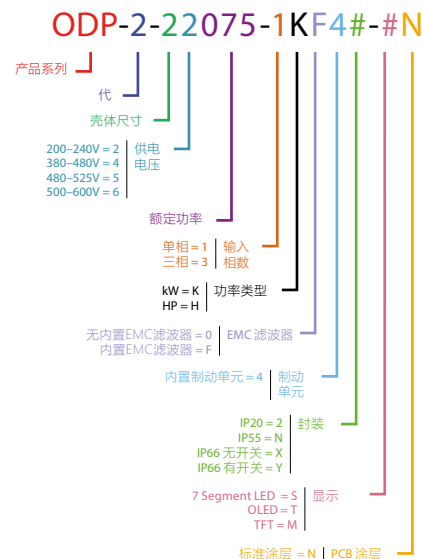 ODP-2-22075-1KF4#-#N
产品系列
代
壳体尺寸
200–240V = 2 供电
380–480V = 4 电压
480–525V = 5
500–600V = 6
额定功率
单相 = 1 输入
三相 = 3 相数
kW = K 功率类型
HP = H
无内置EMC滤波器 = 0 EMC 滤波器
内置EMC滤波器 = F
内置制动单元 = 4 制动
单元
IP20 = 2 封装
IP55 = N
IP66 无开关 = X
IP66 有开关 = Y
7 Segment LED = S 显示
OLED = T
TFT = M
标准涂层 = N PCB 涂层